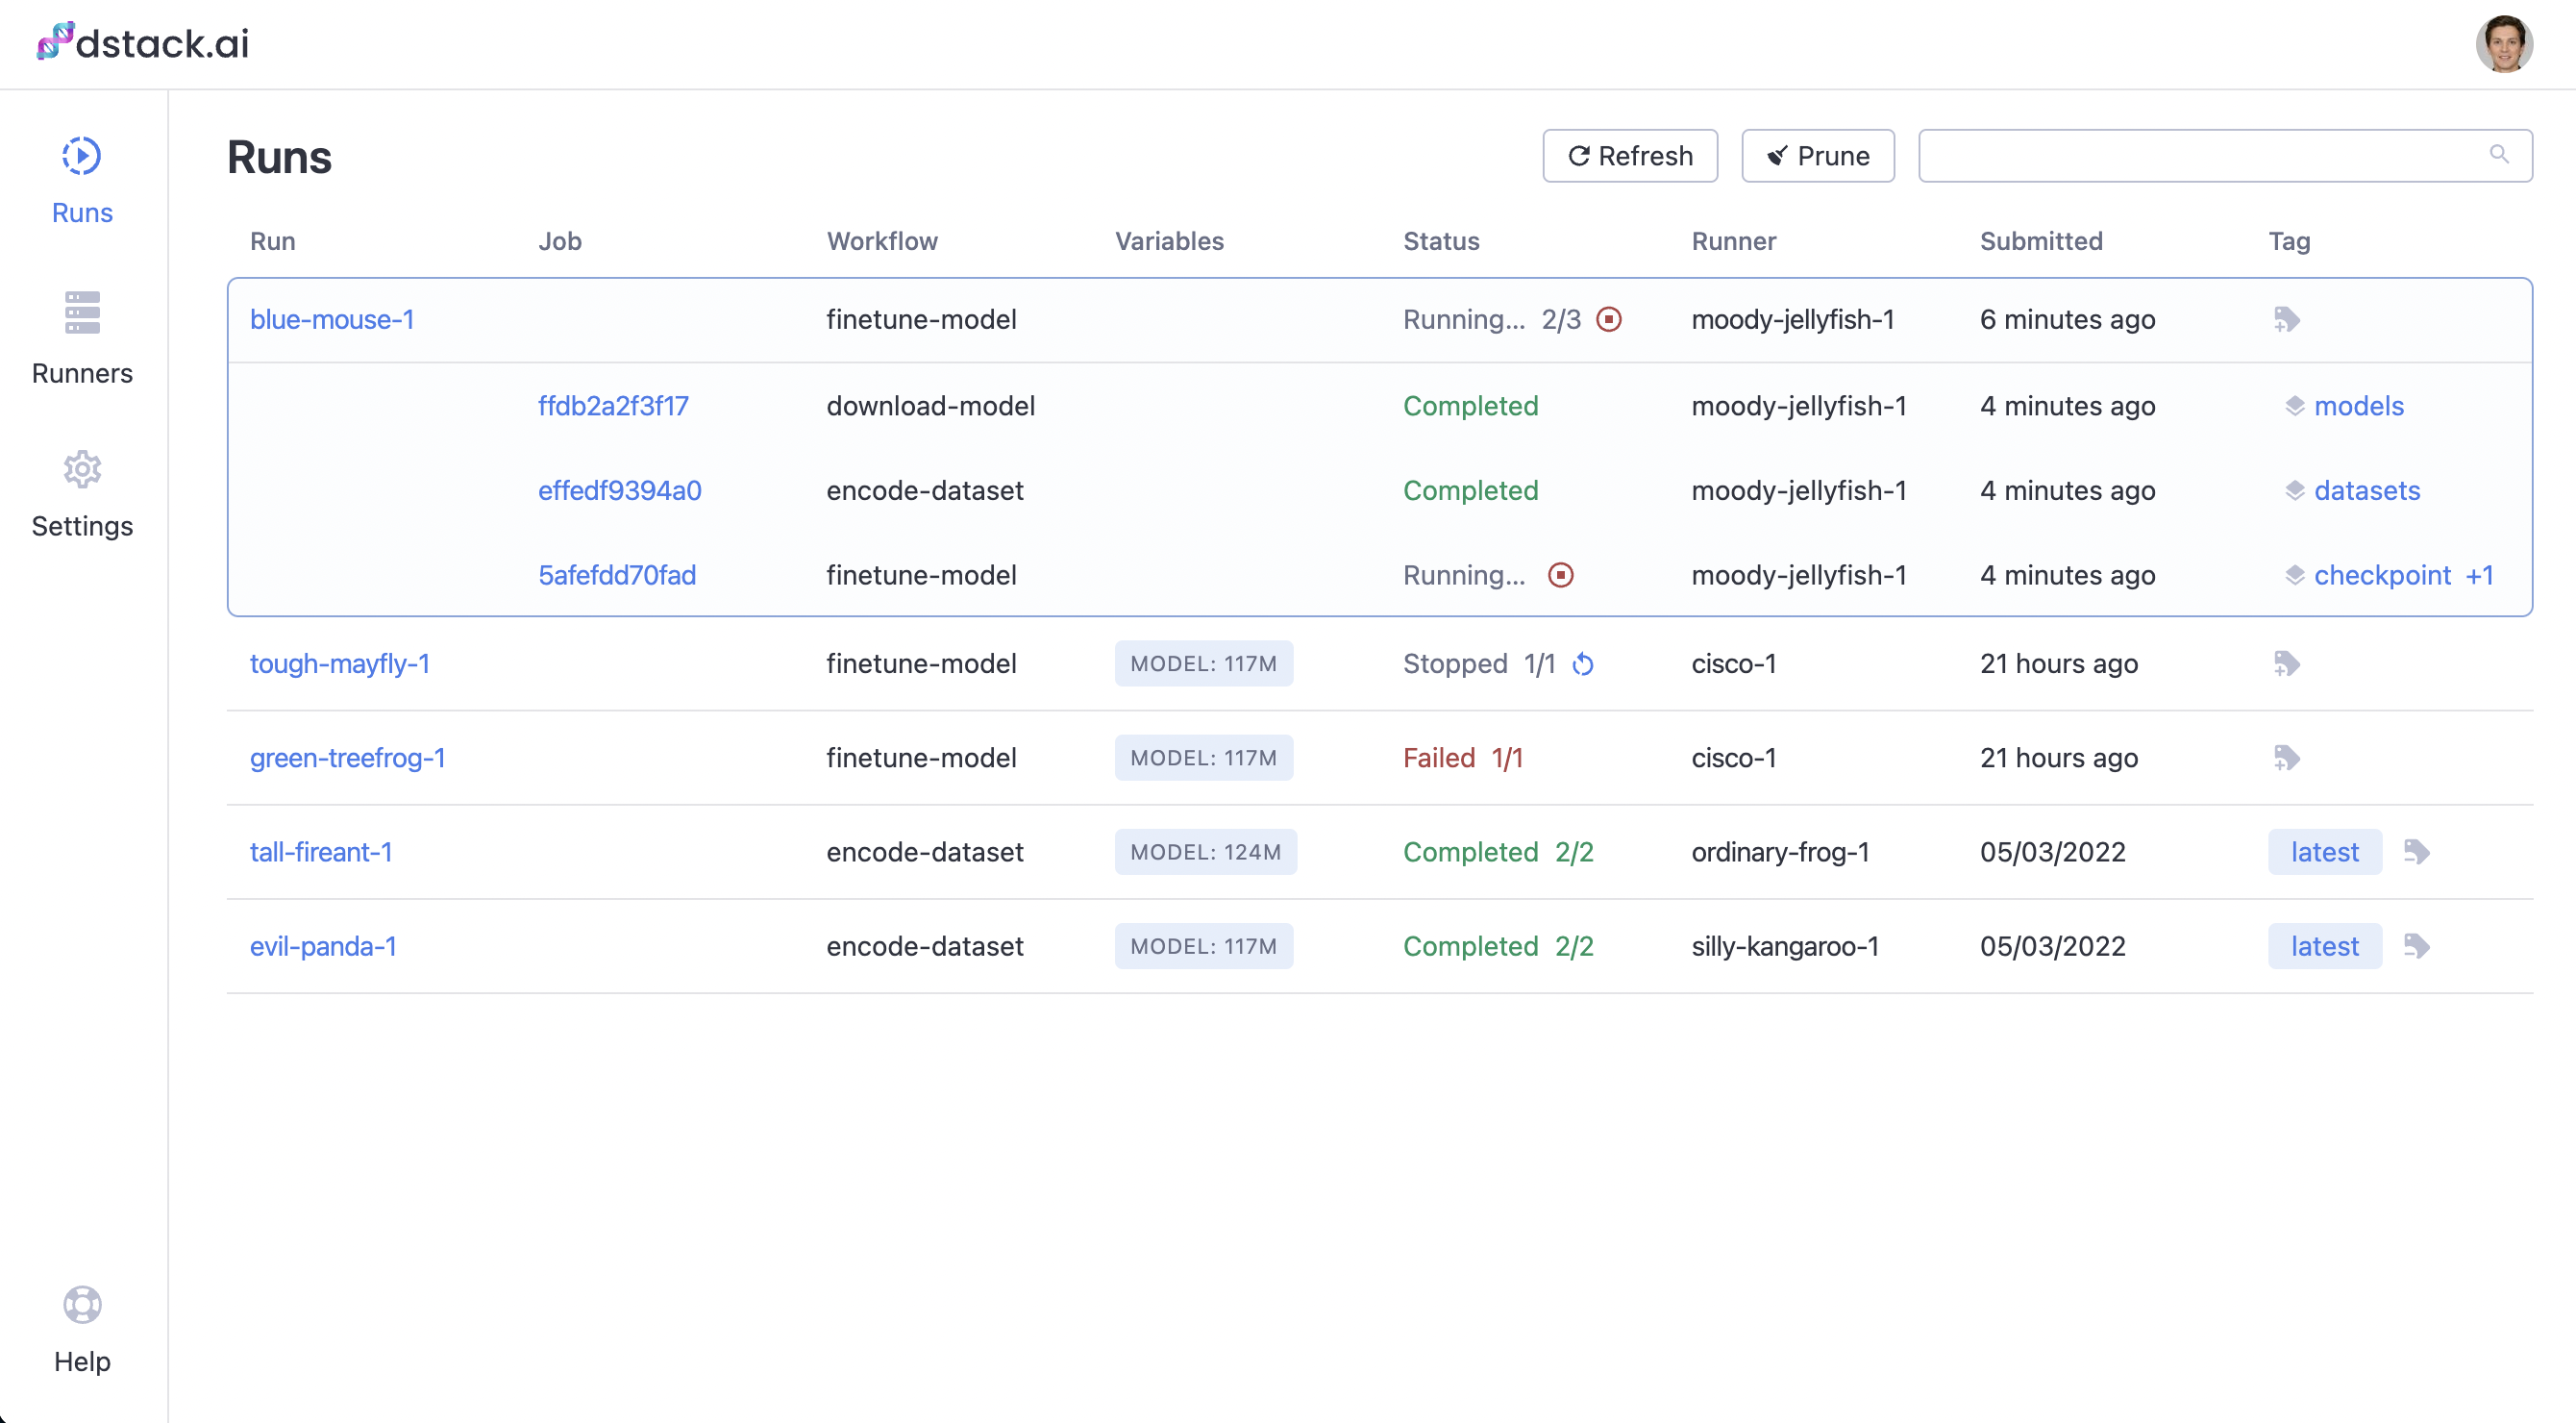 dstack.ai
Runs
Refresh Prune
Runs
Run Job Workflow Variables Status Runner Submitted Tag
blue-mouse-1 finetune-model Running... 2/3 moody-jellyfish-1 6 minutes ago
Runners
ffdb2a2f3f17 download-model Completed moody-jellyfish-1 4 minutes ago models
effedf9394a0 encode-dataset Completed moody-jellyfish-1 4 minutes ago datasets
Settings
5afefdd70fad finetune-model Running... moody-jellyfish-1 4 minutes ago checkpoint +1
tough-mayfly-1 finetune-model MODEL: 117M Stopped 1/1 cisco-1 21 hours ago
green-treefrog-1 finetune-model MODEL: 117M Failed 1/1 cisco-1 21 hours ago
tall-fireant-1 encode-dataset MODEL: 124M Completed 2/2 ordinary-frog-1 05/03/2022 latest
evil-panda-1 encode-dataset MODEL: 117M Completed 2/2 silly-kangaroo-1 05/03/2022 latest
Help